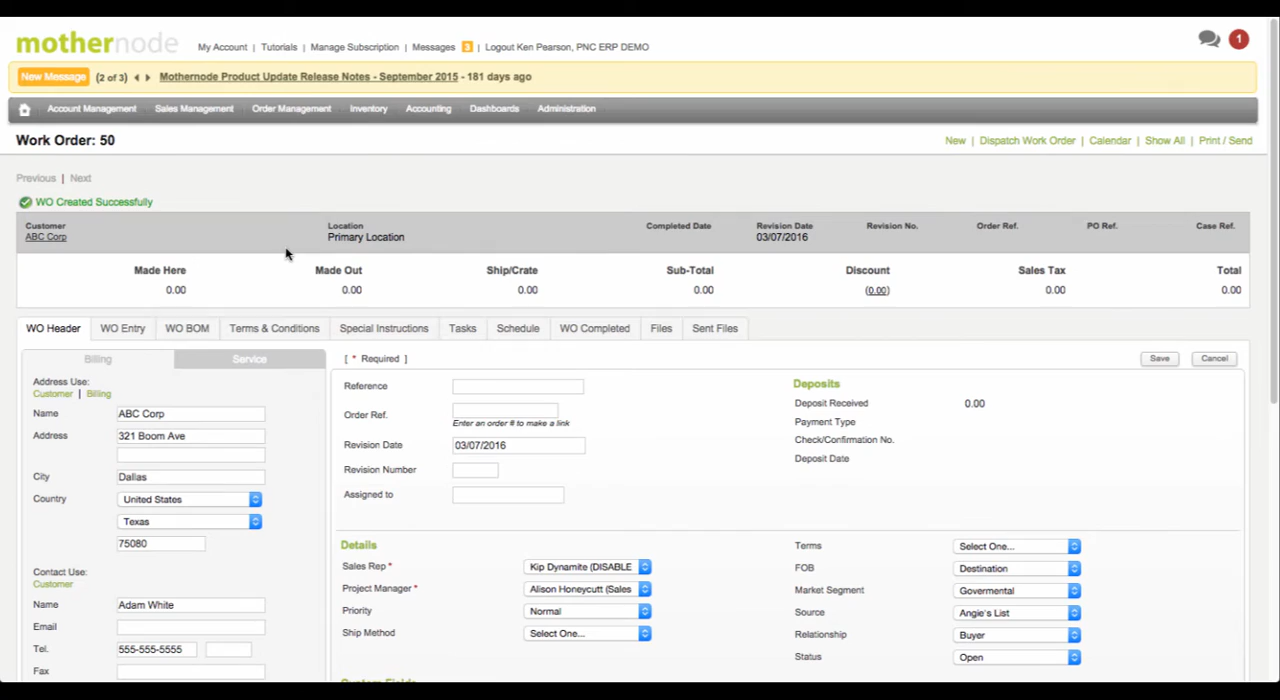 mothernode
My Account | Tutorials | Manage Subscription | Messages 3 | Logout Ken Pearson, PNC ERP DEMO
1
New Message (2 of 3) Mothernode Product Update Release Notes - September 2015 - 181 days ago
Account Management Sales Management Order Management Inventory Accounting Dashboards Administration
Work Order: 50
New | Dispatch Work Order | Calendar | Show All | Print / Send
Previous | Next
WO Created Successfully
Customer Location Completed Date Revision Date Revision No. Order Ref. PO Ref. Case Ref.
ABC Corp Primary Location 03/07/2016
Made Here Made Out Ship/Crate Sub-Total Discount Sales Tax Total
0.00 0.00 0.00 0.00 (0.00) 0.00 0.00
WO Header WO Entry WO BOM Terms & Conditions Special Instructions Tasks Schedule WO Completed Files Sent Files
Billing Service
[ * Required ]
Save Cancel
Address Use:
Customer | Billing
Name ABC Corp
Address 321 Boom Ave
City Dallas
Country United States
Texas
75080
Contact Use:
Customer
Name Adam White
Email
Tel. 555-555-5555
Fax
Reference
Order Ref.
Enter an order # to make a link
Revision Date 03/07/2016
Revision Number
Assigned to
Deposits
Deposit Received 0.00
Payment Type
Check/Confirmation No.
Deposit Date
Details
Sales Rep * Kip Dynamite (DISABLE
Project Manager * Alison Honeycutt (Sales
Priority Normal
Ship Method Select One...
Terms Select One...
FOB Destination
Market Segment Governmental
Source Angie's List
Relationship Buyer
Status Open
Custom Fields